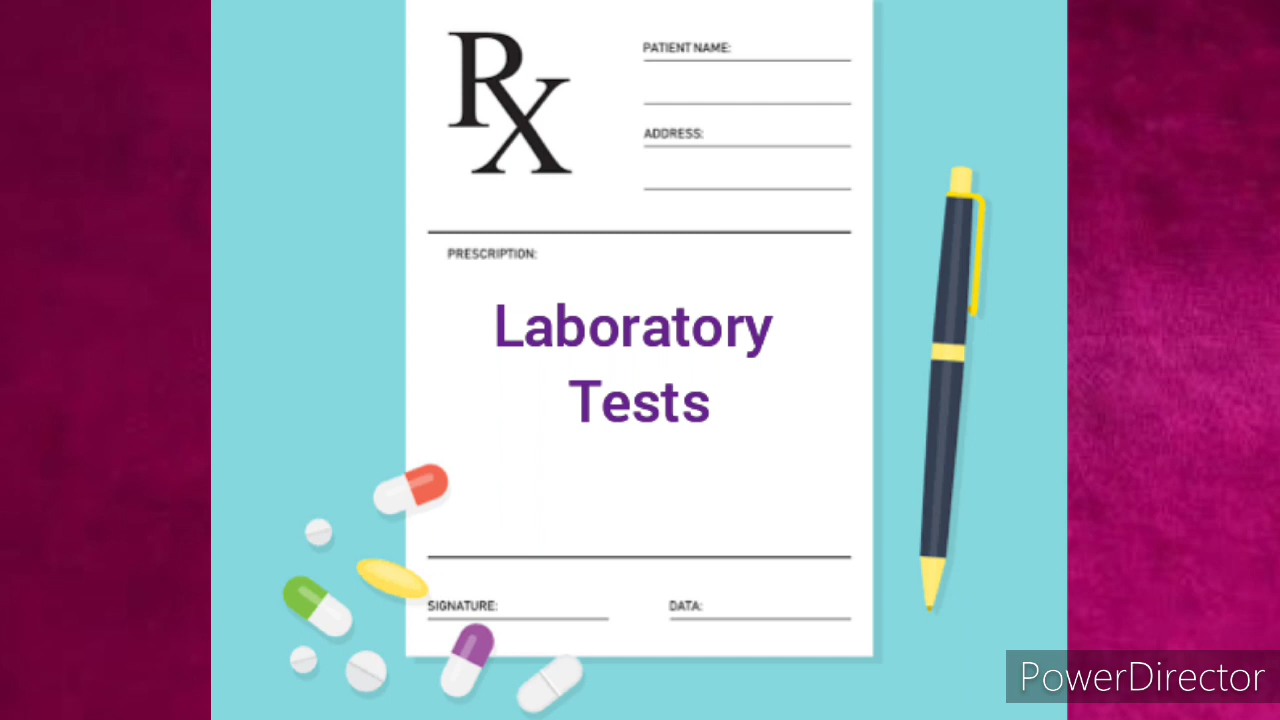 Rx
PATIENT NAME:
ADDRESS:
PRESCRIPTION:
Laboratory
Tests
SIGNATURE:
DATA:
PowerDirector